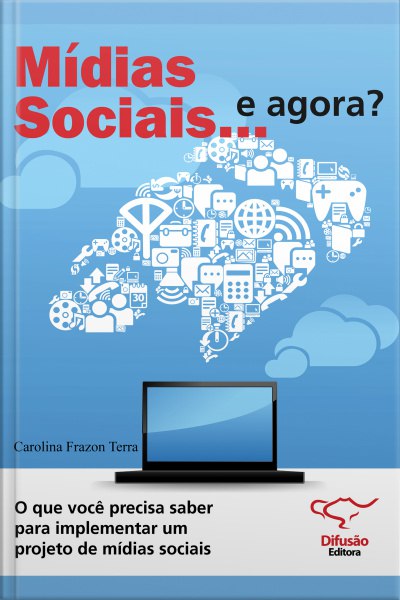 Mídias
Sociais...
e agora?
30
Carolina Frazon Terra
O que você precisa saber
para implementar um
projeto de mídias sociais
Difusão
Editora